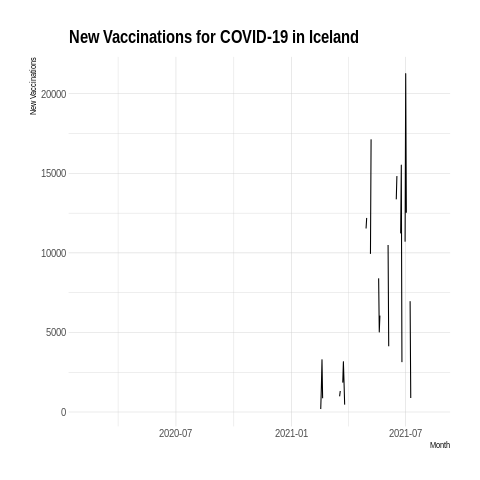 New Vaccinations for COVID-19 in Iceland
New Vaccinations
20000
15000
10000
5000
0
2020-07 2021-01 2021-07
Month